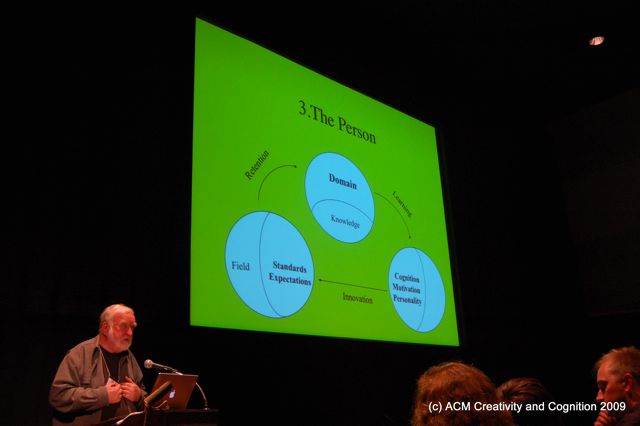 3.The Person
Retention
Domain
Knowledge
Learning
Field
Standards
Expectations
Cognition
Motivation
Personality
Innovation
(c) ACM Creativity and Cognition 2009